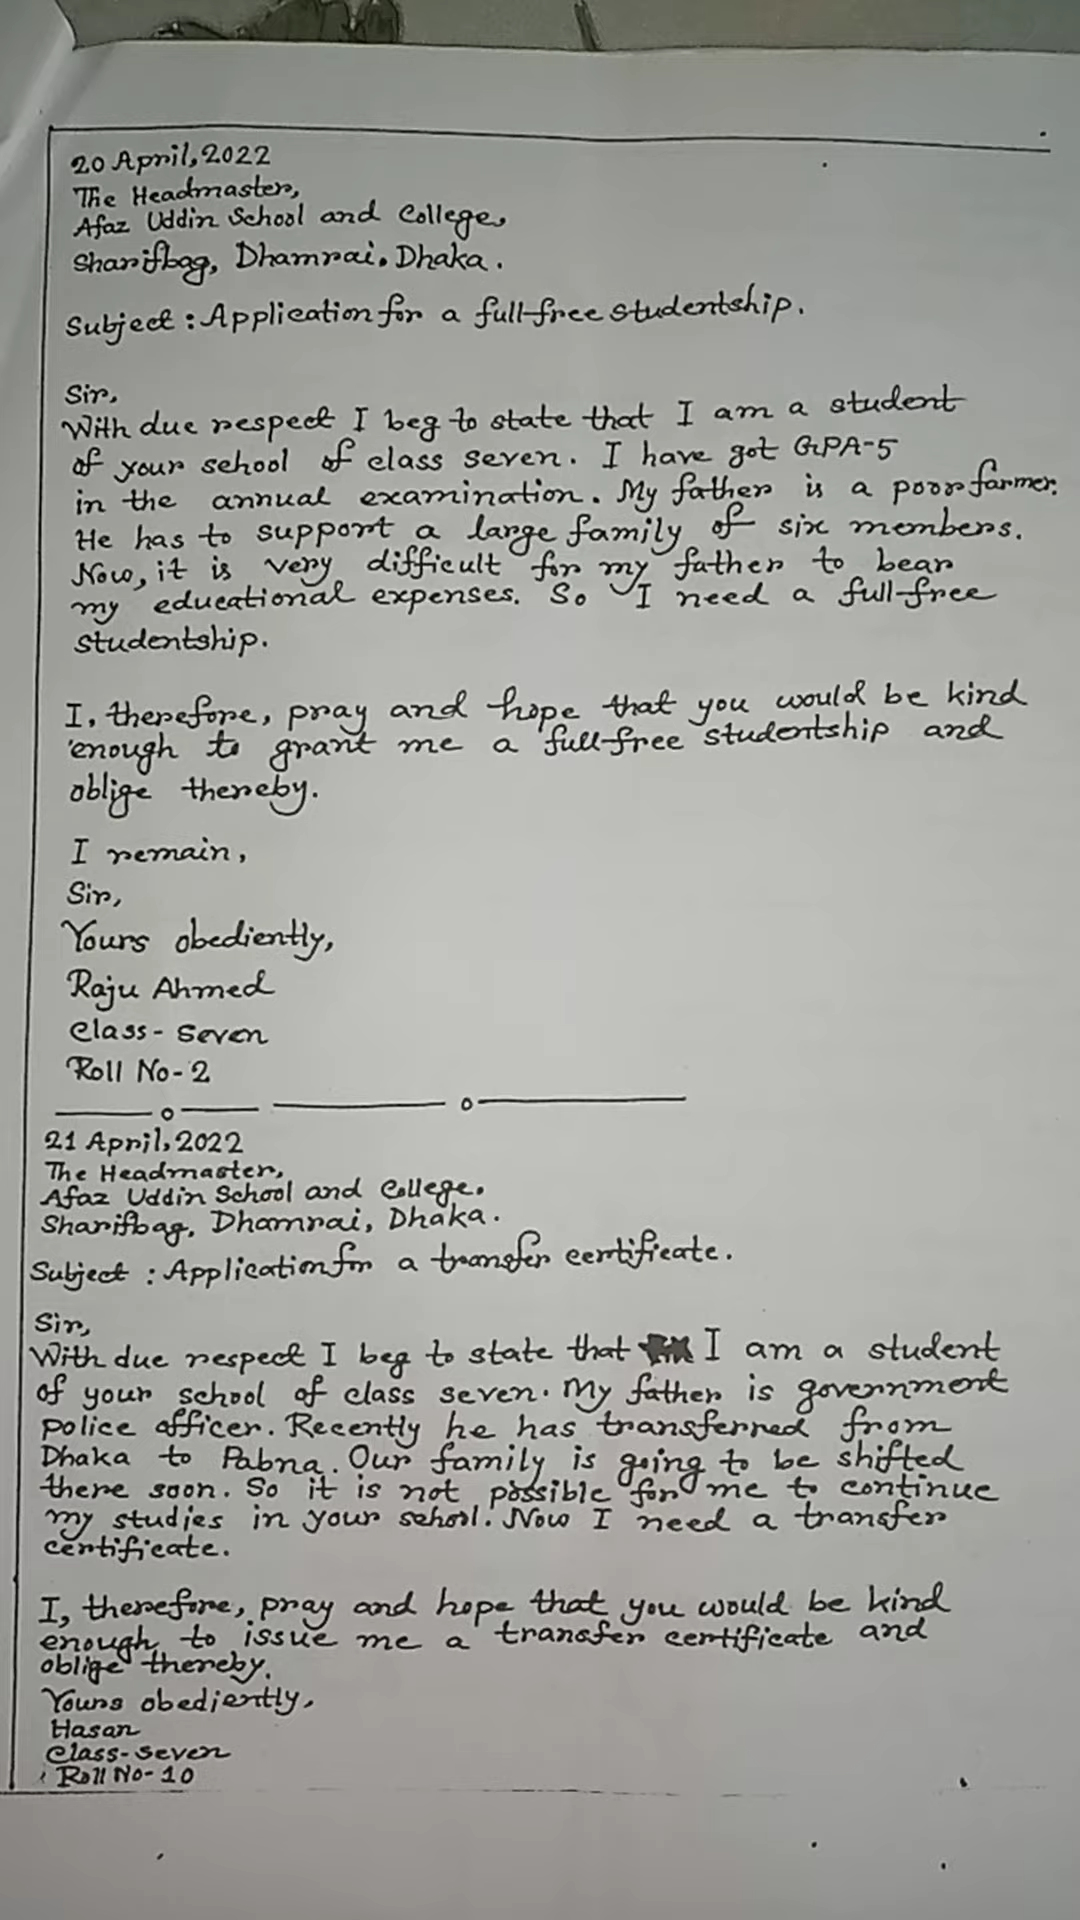 20 April, 2022
The Headmaster,
Afaz Uddin School and College,
Sharifbag, Dhamrai. Dhaka.
Subject : Application for a full-free studentship.
Sir,
With due respect I beg to state that I am a student
of your school of class seven. I have got GPA-5
in the annual examination. My father is a poor farmer.
He has to support a large family of six members.
Now, it is very difficult for my father to bear
my educational expenses. So I need a full-free
studentship.
I, therefore, pray and hope that you would be kind
enough to grant me a full-free studentship and
oblige thereby.
I remain,
Sir,
Yours obediently,
Raju Ahmed
Class - Seven
Roll No - 2
21 April, 2022
The Headmaster,
Afaz Uddin School and College.
Sharifbag, Dhamrai, Dhaka.
Subject : Application for a transfer certificate.
Sir,
With due respect I beg to state that I am a student
of your school of class seven. My father is government
police officer. Recently he has transferred from
Dhaka to Pabna. Our family is going to be shifted
there soon. So it is not possible for me to continue
my studies in your school. Now I need a transfer
certificate.
I, therefore, pray and hope that you would be kind
enough to issue me a transfer certificate and
oblige thereby.
Yours obediently,
Hasan
Class-seven
Roll No-10